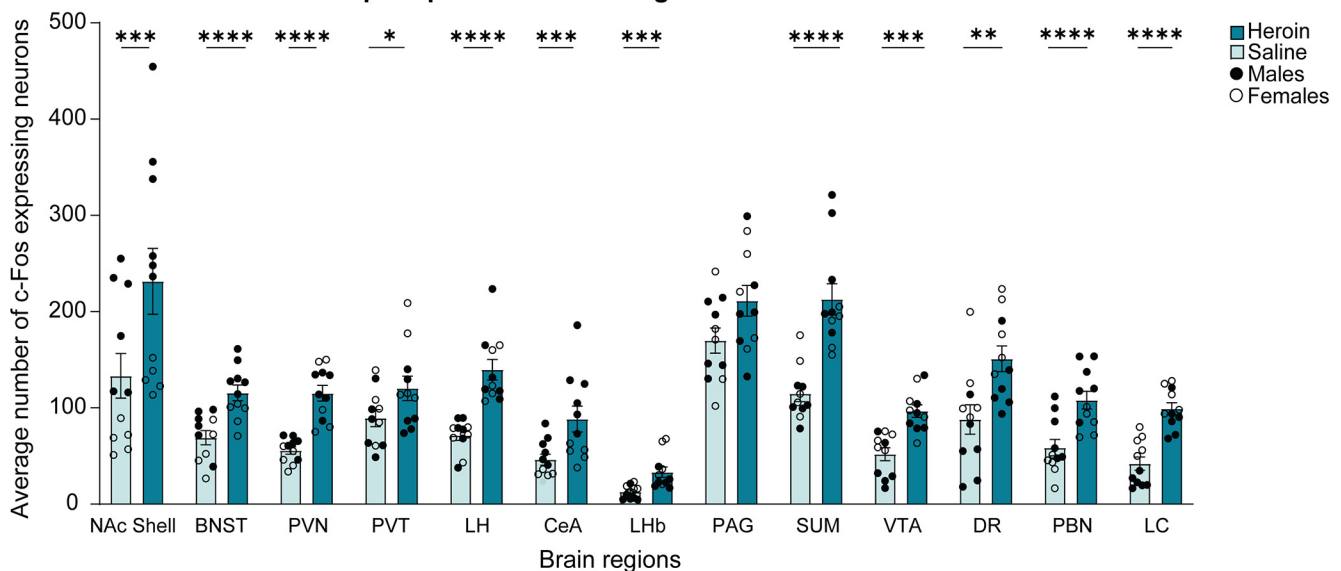 500
400
300
200
100
0
Average number of c-Fos expressing neurons
*** **** **** * **** *** *** **** *** ** **** ****
Heroin
Saline
Males
Females
NAc Shell BNST PVN PVT LH CeA LHb PAG SUM VTA DR PBN LC
Brain regions